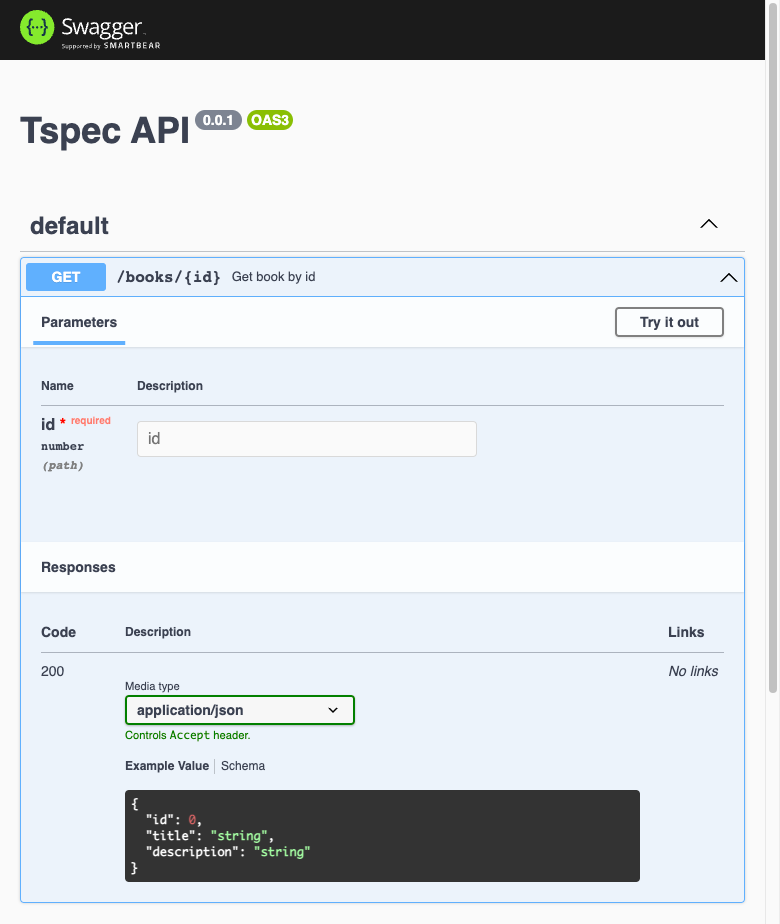 {···} Swagger
Supported by SMARTBEAR
Tspec API 0.0.1 OAS3
default
GET /books/{id} Get book by id
Parameters Try it out
Name Description
id * required
number
(path)
id
Responses
Code Description Links
200 No links
Media type
application/json
Controls Accept header.
Example Value Schema
{
  "id": 0,
  "title": "string",
  "description": "string"
}